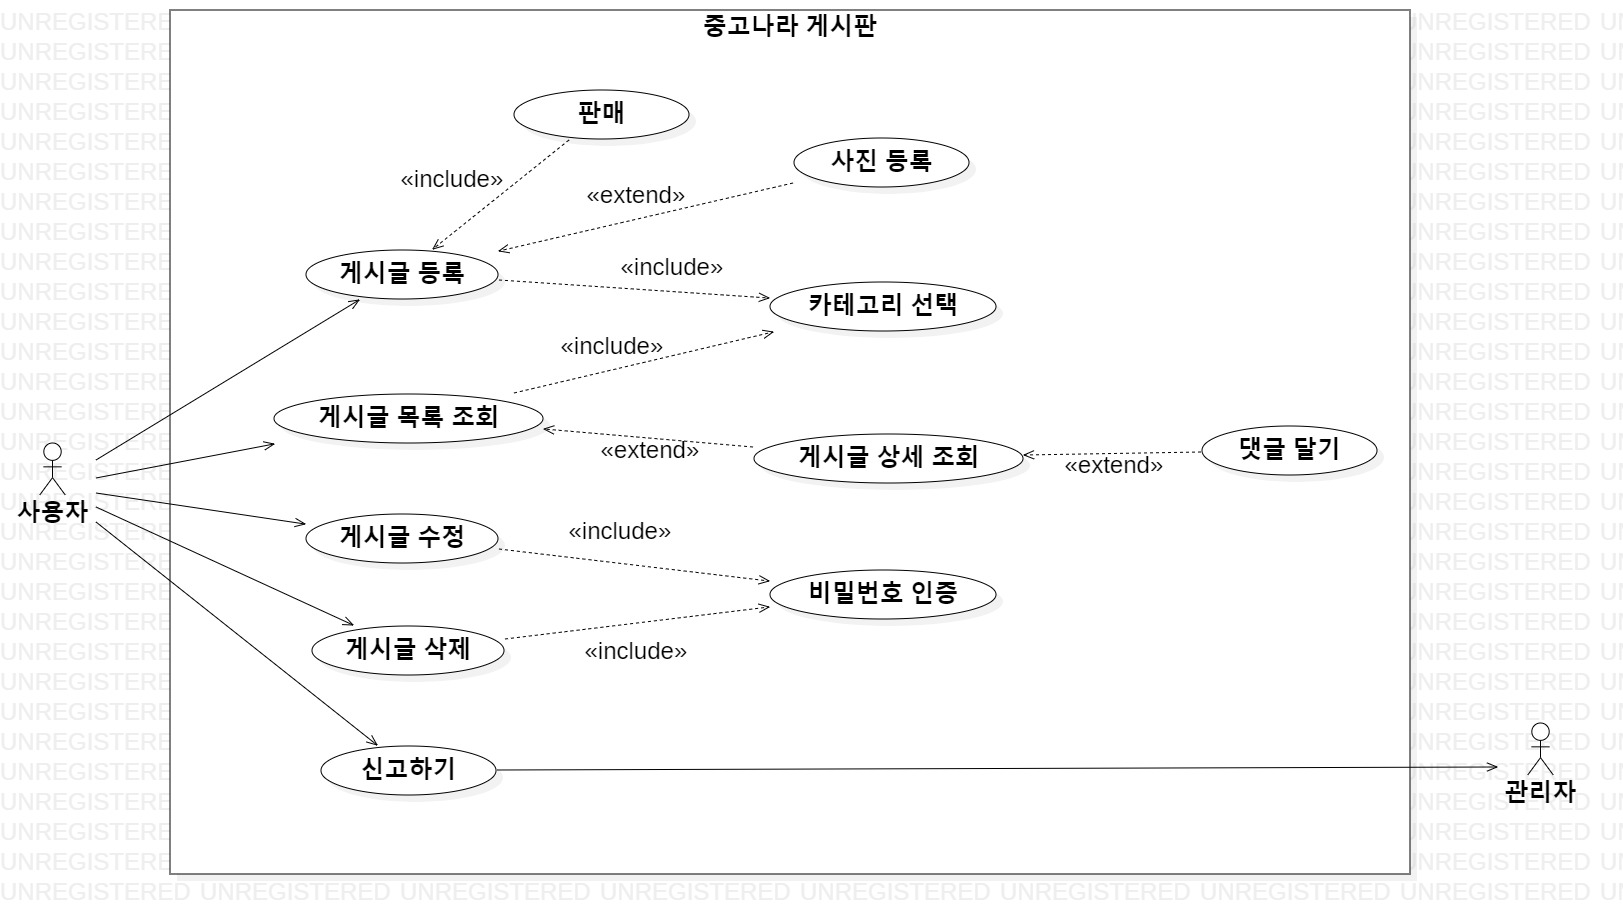 중고나라 게시판
판매
사진 등록
«include»
«extend»
게시글 등록
«include»
카테고리 선택
«include»
게시글 목록 조회
«extend»
게시글 상세 조회
«extend»
댓글 달기
사용자
게시글 수정
«include»
비밀번호 인증
게시글 삭제
«include»
신고하기
관리자
UNREGISTERED UNREGISTERED UNREGISTERED UNREGISTERED UNREGISTERED UNREGISTERED UNREGISTERED UNREGISTERED